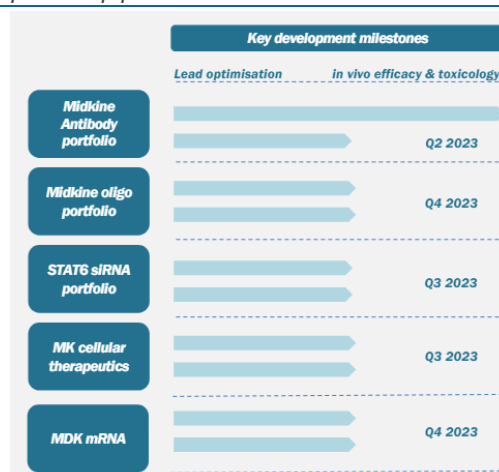 Key development milestones
Lead optimisation in vivo efficacy & toxicology
Midkine
Antibody
portfolio
Q2 2023
Midkine oligo
portfolio
Q4 2023
STAT6 siRNA
portfolio
Q3 2023
MK cellular
therapeutics
Q3 2023
MDK mRNA
Q4 2023